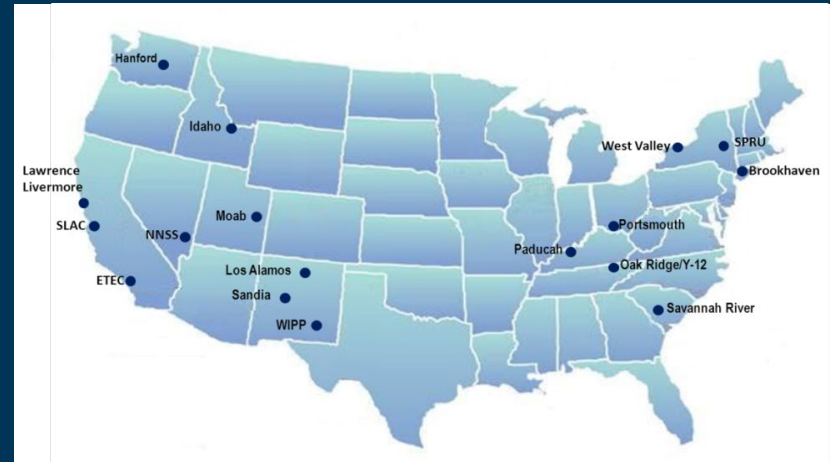 Hanford
Idaho
West Valley
SPRU
Brookhaven
Lawrence
Livermore
SLAC
Moab
NNSS
Portsmouth
Paducah
ETEC
Los Alamos
Oak Ridge/Y-12
Sandia
Savannah River
WIPP